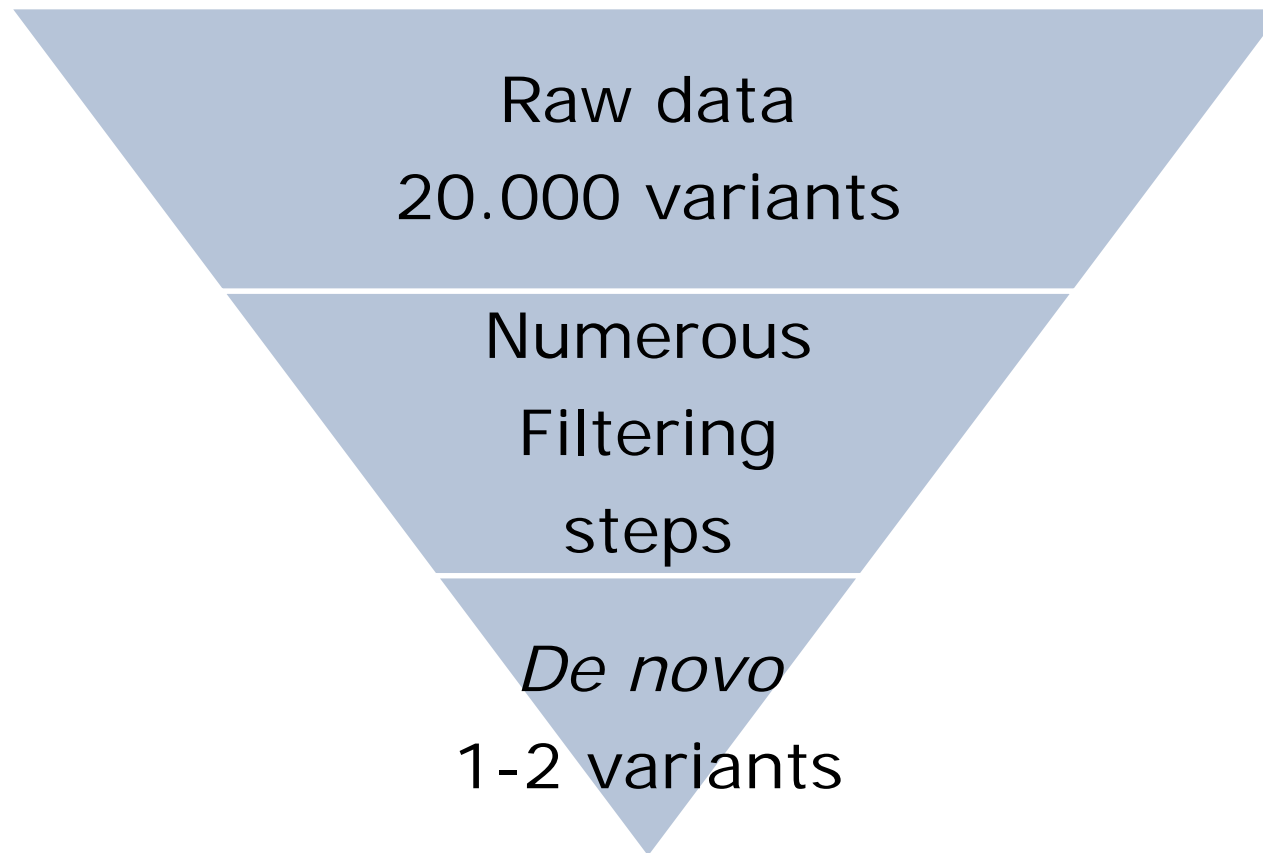 Raw data
20.000 variants
Numerous
Filtering
steps
De novo
1-2 variants